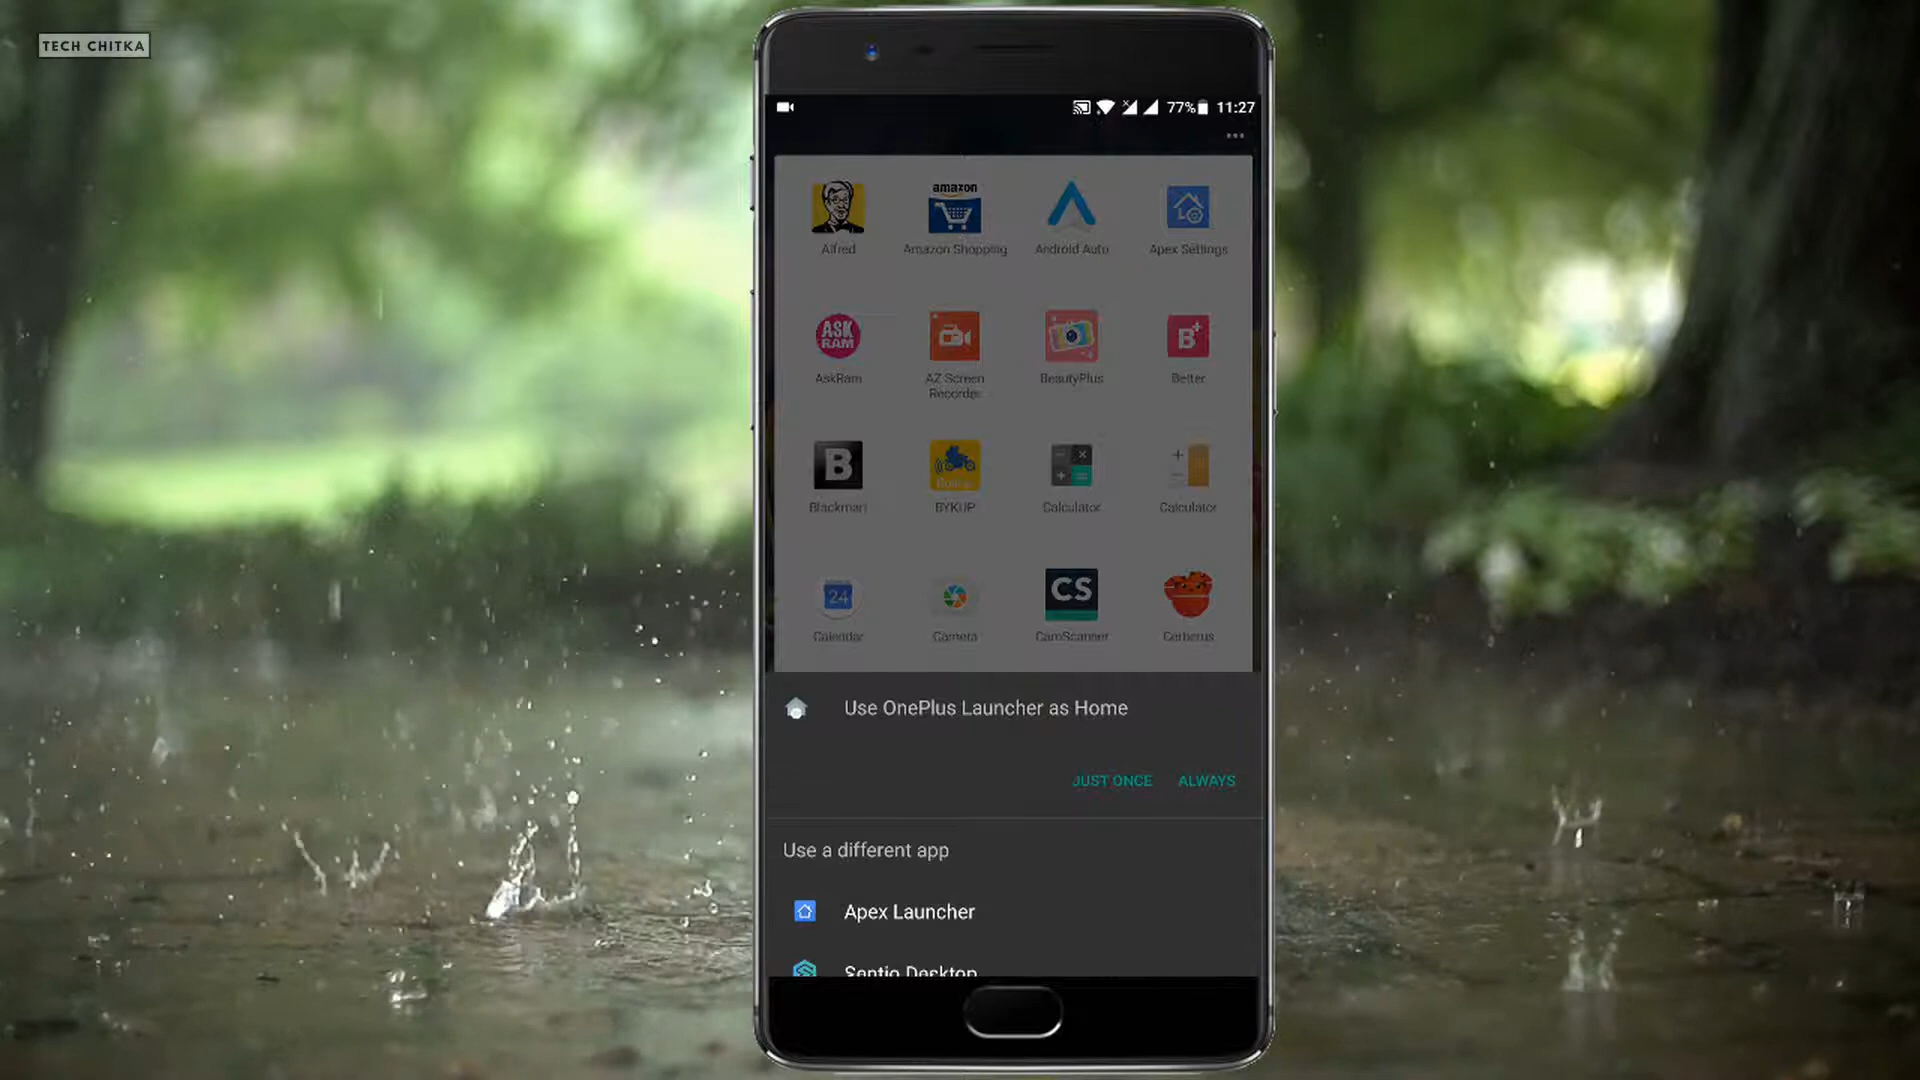 TECH CHITKA
77% 11:27
amazon
Alfred Amazon Shopping Android Auto Apex Settings
ASK RAM
B+
AskRam AZ Screen Recorder BeautyPlus Better
B
Blackmart BYKUP Calculator Calculator
24
CS
Calendar Camera CamScanner Cerberus
Use OnePlus Launcher as Home
JUST ONCE ALWAYS
Use a different app
Apex Launcher
Sentio Desktop